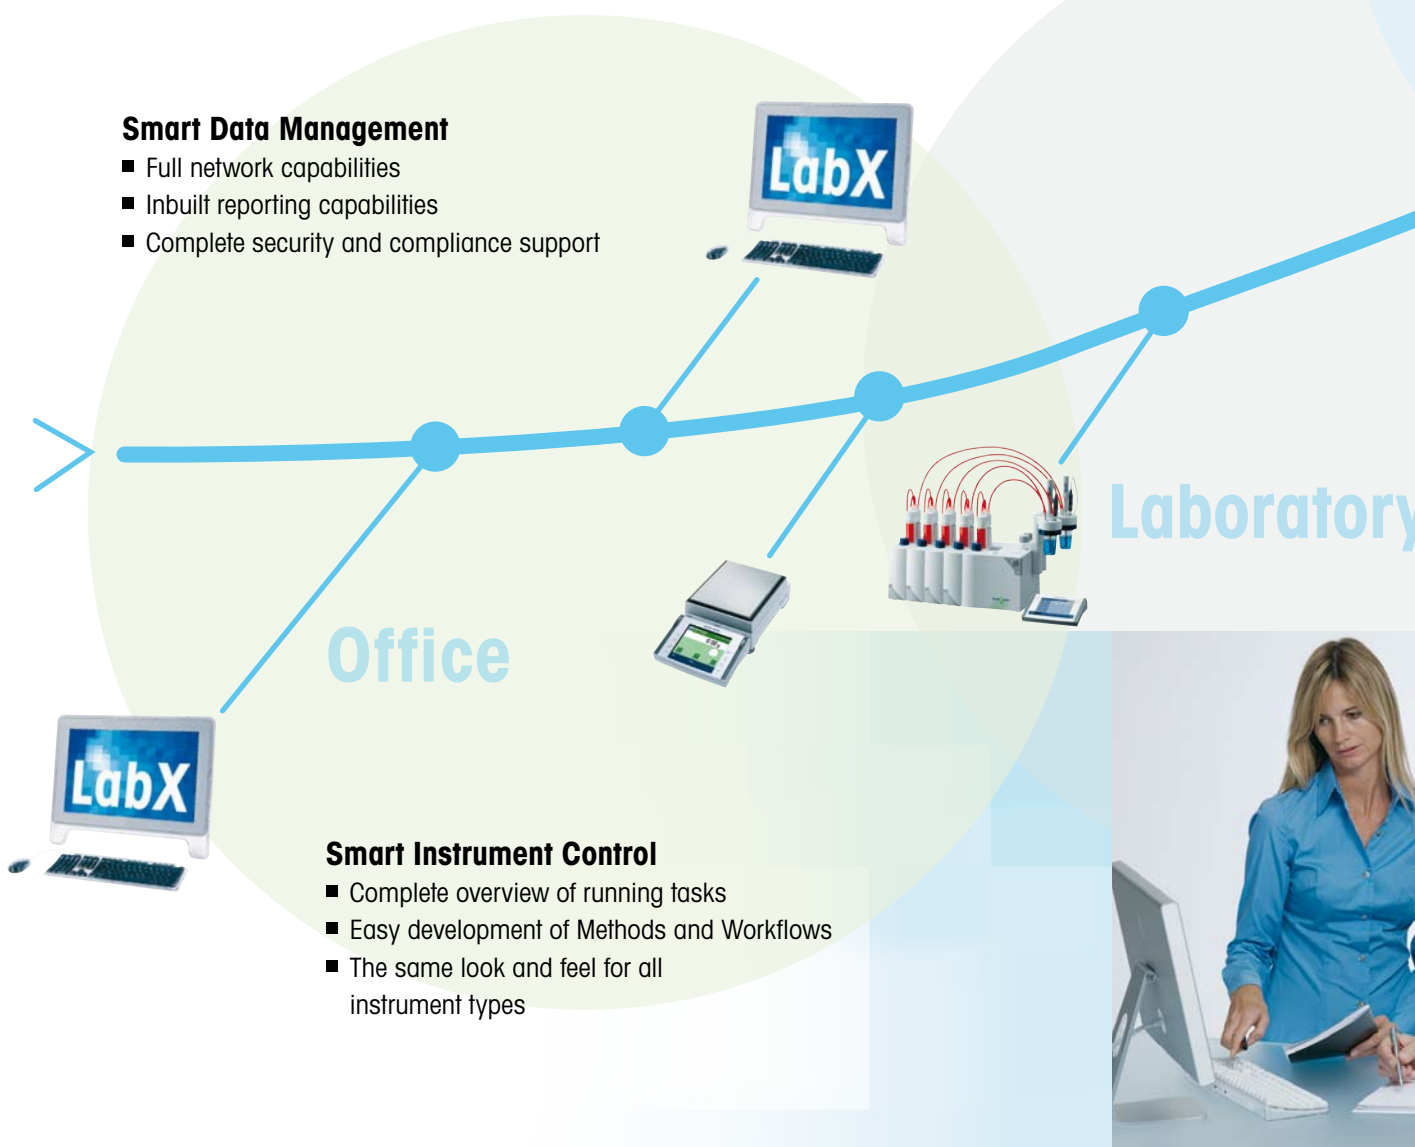 Smart Data Management
■ Full network capabilities
■ Inbuilt reporting capabilities
■ Complete security and compliance support
LabX
Laboratory
Office
LabX
Smart Instrument Control
■ Complete overview of running tasks
■ Easy development of Methods and Workflows
■ The same look and feel for all
instrument types